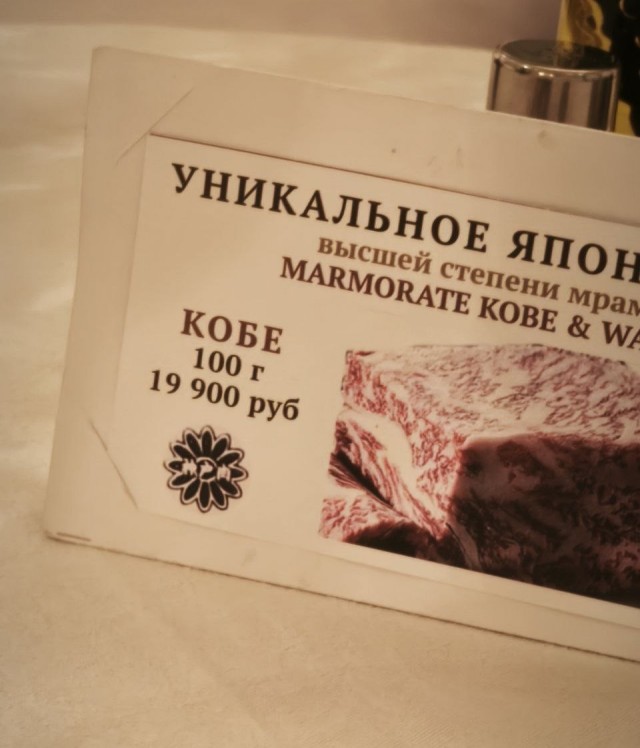 УНИКАЛЬНОЕ ЯПОН
высшей степени мрам
MARMORATE KOBE & WA
КОБЕ
100 г
19 900 руб